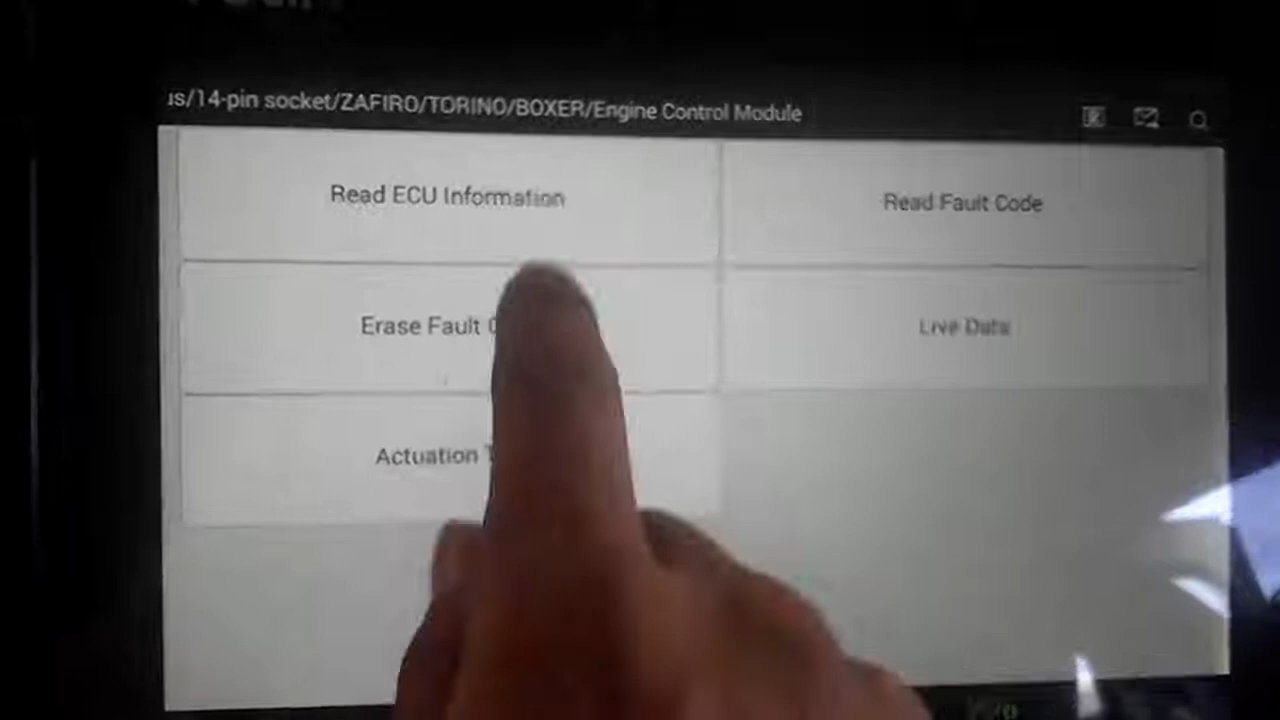 us/14-pin socket/ZAFIRO/TORINO/BOXER/Engine Control Module
Read ECU Information
Read Fault Code
Erase Fault
Live Data
Actuation